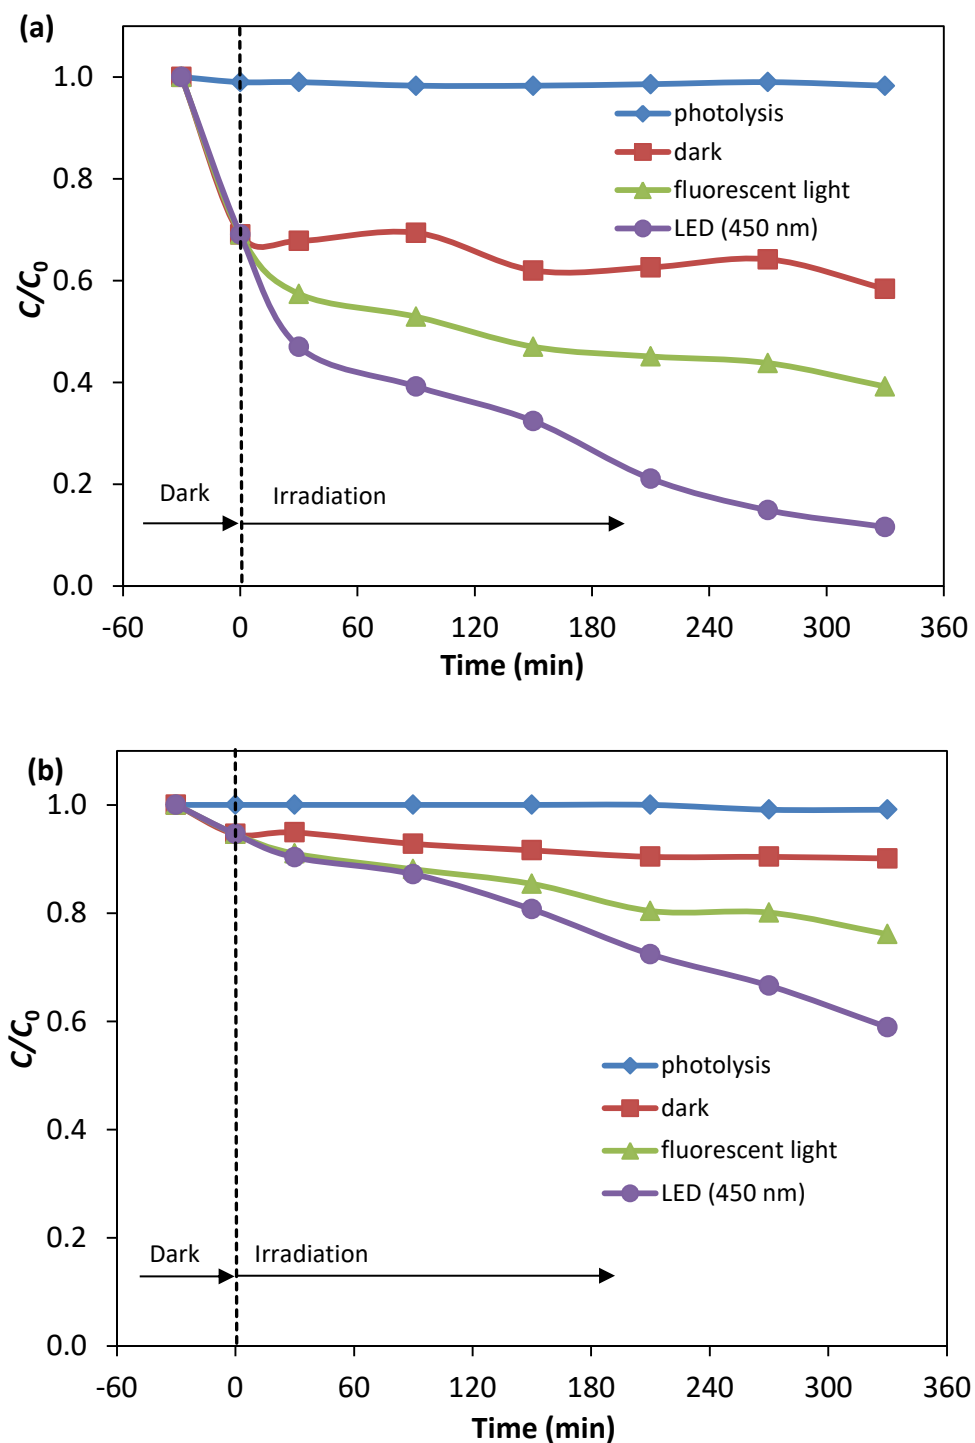 (a)
1.0
0.8
0.6
0.4
0.2
0.0
C/C₀
photolysis
dark
fluorescent light
LED (450 nm)
Dark
Irradiation
-60 0 60 120 180 240 300 360
Time (min)
(b)
1.0
0.8
0.6
0.4
0.2
0.0
C/C₀
photolysis
dark
fluorescent light
LED (450 nm)
Dark
Irradiation
-60 0 60 120 180 240 300 360
Time (min)